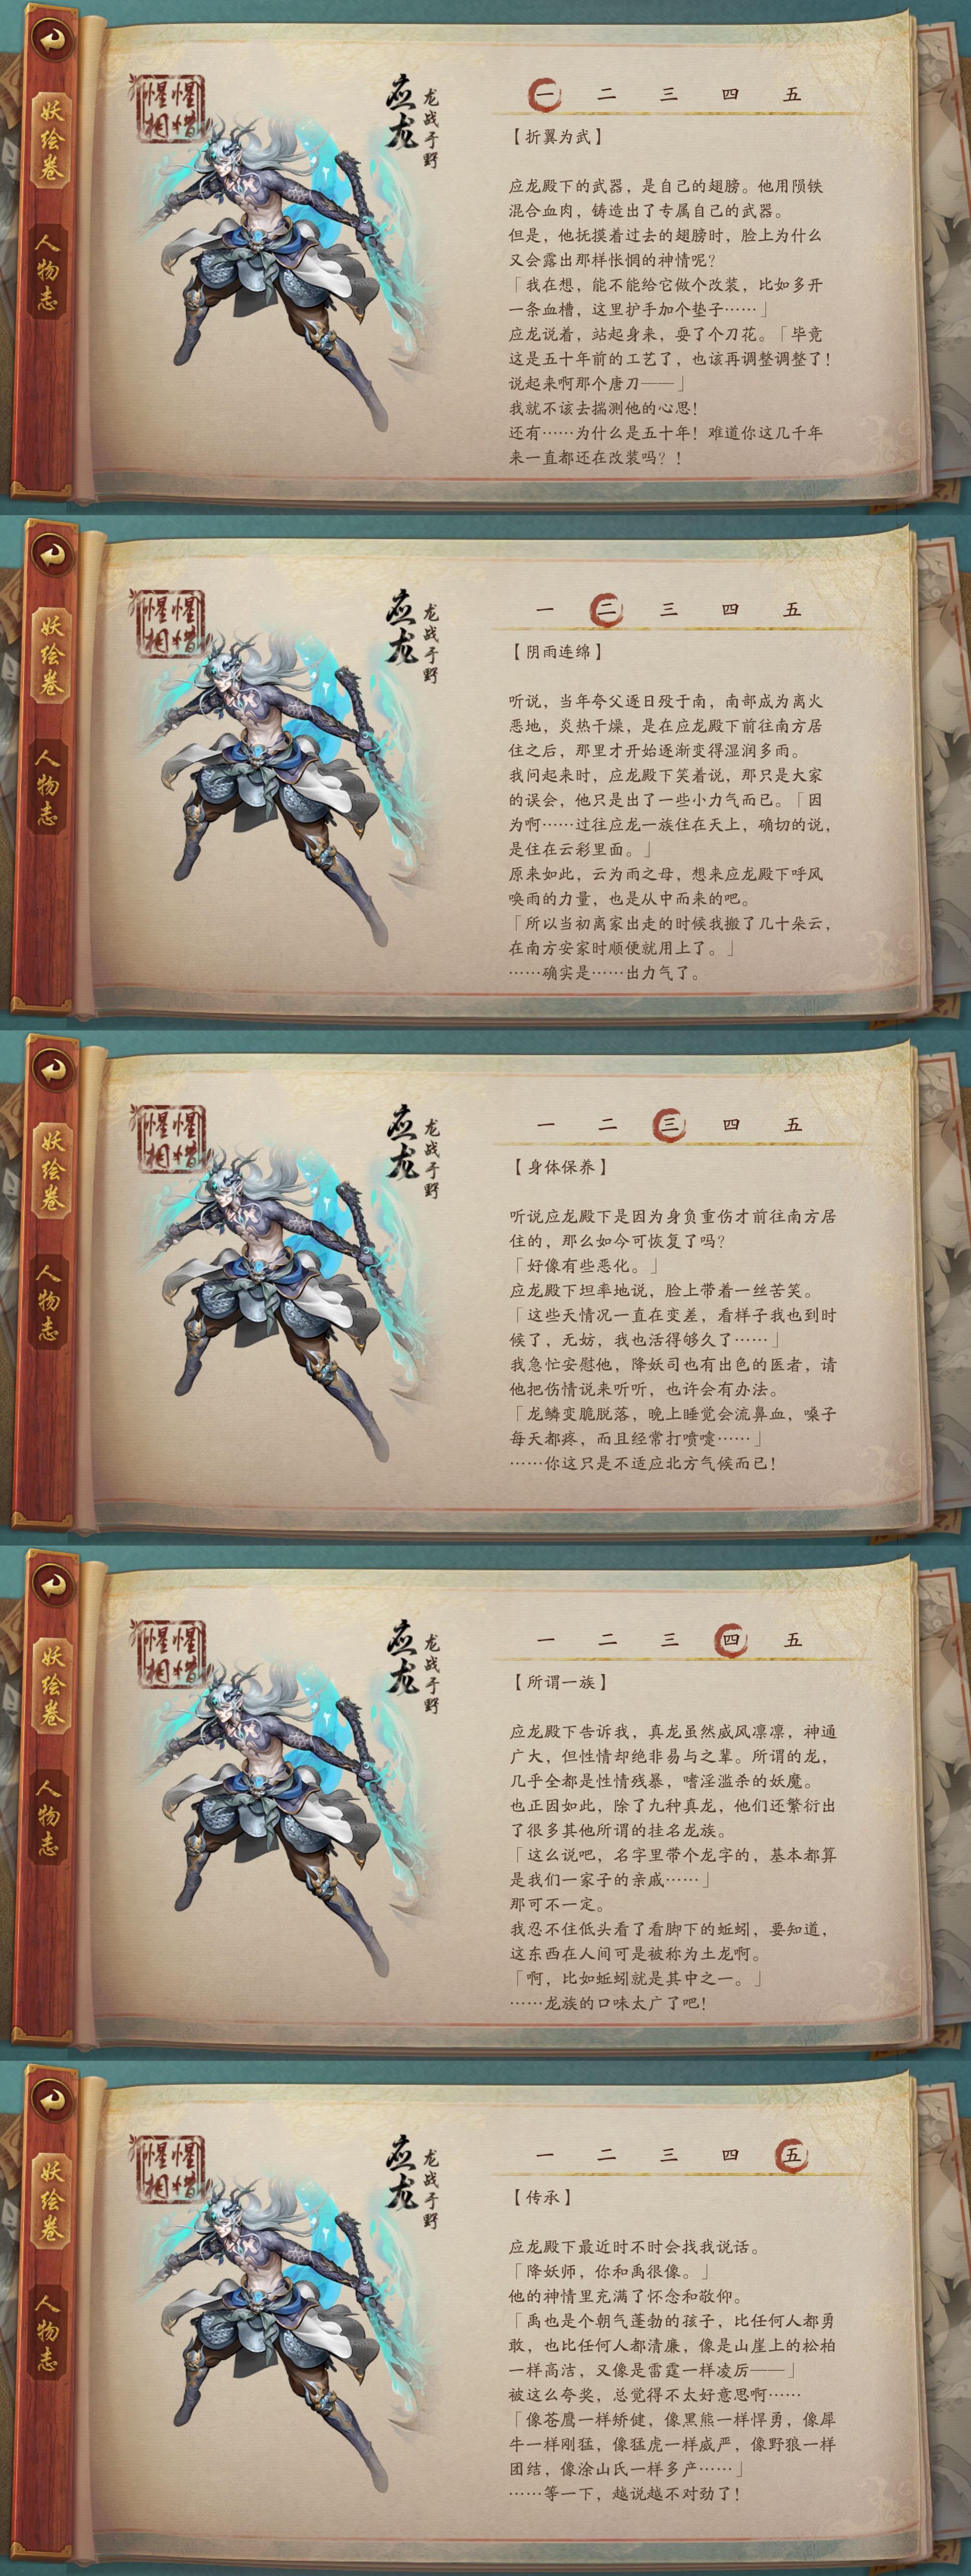 妖绘卷
人物志
惺惺相惜
应龙
龙战于野
一 二 三 四 五
【折翼为武】
应龙殿下的武器，是自己的翅膀。他用陨铁
混合血肉，铸造出了专属自己的武器。
但是，他抚摸着过去的翅膀时，脸上为什么
又会露出那样怅惘的神情呢？
「我在想，能不能给它做个改装，比如多开
一条血槽，这里护手加个垫子……」
应龙说着，站起身来，耍了个刀花。「毕竟
这是五十年前的工艺了，也该再调整调整了！
说起来啊那个唐刀——」
我就不该去揣测他的心思！
还有……为什么是五十年！难道你这几千年
来一直都还在改装吗？！
妖绘卷
人物志
惺惺相惜
应龙
龙战于野
一 二 三 四 五
【阴雨连绵】
听说，当年夸父逐日殁于南，南部成为离火
恶地，炎热干燥，是在应龙殿下前往南方居
住之后，那里才开始逐渐变得湿润多雨。
我问起来时，应龙殿下笑着说，那只是大家
的误会，他只是出了一些小力气而已。「因
为啊……过往应龙一族住在天上，确切的说，
是住在云彩里面。」
原来如此，云为雨之母，想来应龙殿下呼风
唤雨的力量，也是从中而来的吧。
「所以当初离家出走的时候我搬了几十朵云，
在南方安家时顺便就用上了。」
……确实是……出力气了。
妖绘卷
人物志
惺惺相惜
应龙
龙战于野
一 二 三 四 五
【身体保养】
听说应龙殿下是因为身负重伤才前往南方居
住的，那么如今可恢复了吗？
「好像有些恶化。」
应龙殿下坦率地说，脸上带着一丝苦笑。
「这些天情况一直在变差，看样子我也到时
候了，无妨，我也活得够久了……」
我急忙安慰他，降妖司也有出色的医者，请
他把伤情说来听听，也许会有办法。
「龙鳞变脆脱落，晚上睡觉会流鼻血，嗓子
每天都疼，而且经常打喷嚏……」
……你这只是不适应北方气候而已！
妖绘卷
人物志
惺惺相惜
应龙
龙战于野
一 二 三 四 五
【所谓一族】
应龙殿下告诉我，真龙虽然威风凛凛，神通
广大，但性情却绝非易与之辈。所谓的龙，
几乎全都是性情残暴，嗜淫滥杀的妖魔。
也正因如此，除了九种真龙，他们还繁衍出
了很多其他所谓的挂名龙族。
「这么说吧，名字里带个龙字的，基本都算
是我们一家子的亲戚……」
那可不一定。
我忍不住低头看了看脚下的蚯蚓，要知道，
这东西在人间可是被称为土龙啊。
「啊，比如蚯蚓就是其中之一。」
……龙族的口味太广了吧！
妖绘卷
人物志
惺惺相惜
应龙
龙战于野
一 二 三 四 五
【传承】
应龙殿下最近时不时会找我说话。
「降妖师，你和禹很像。」
他的神情里充满了怀念和敬仰。
「禹也是个朝气蓬勃的孩子，比任何人都勇
敢，也比任何人都清廉，像是山崖上的松柏
一样高洁，又像是雷霆一样凌厉——」
被这么夸奖，总觉得不太好意思啊……
「像苍鹰一样矫健，像黑熊一样悍勇，像犀
牛一样刚猛，像猛虎一样威严，像野狼一样
团结，像涂山氏一样多产……」
……等一下，越说越不对劲了！